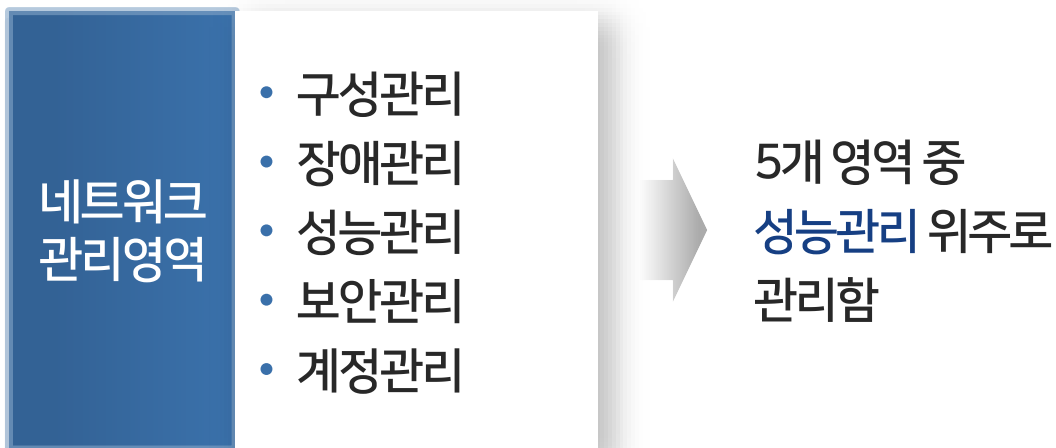 네트워크
관리영역
• 구성관리
• 장애관리
• 성능관리
• 보안관리
• 계정관리
5개 영역 중
성능관리 위주로
관리함